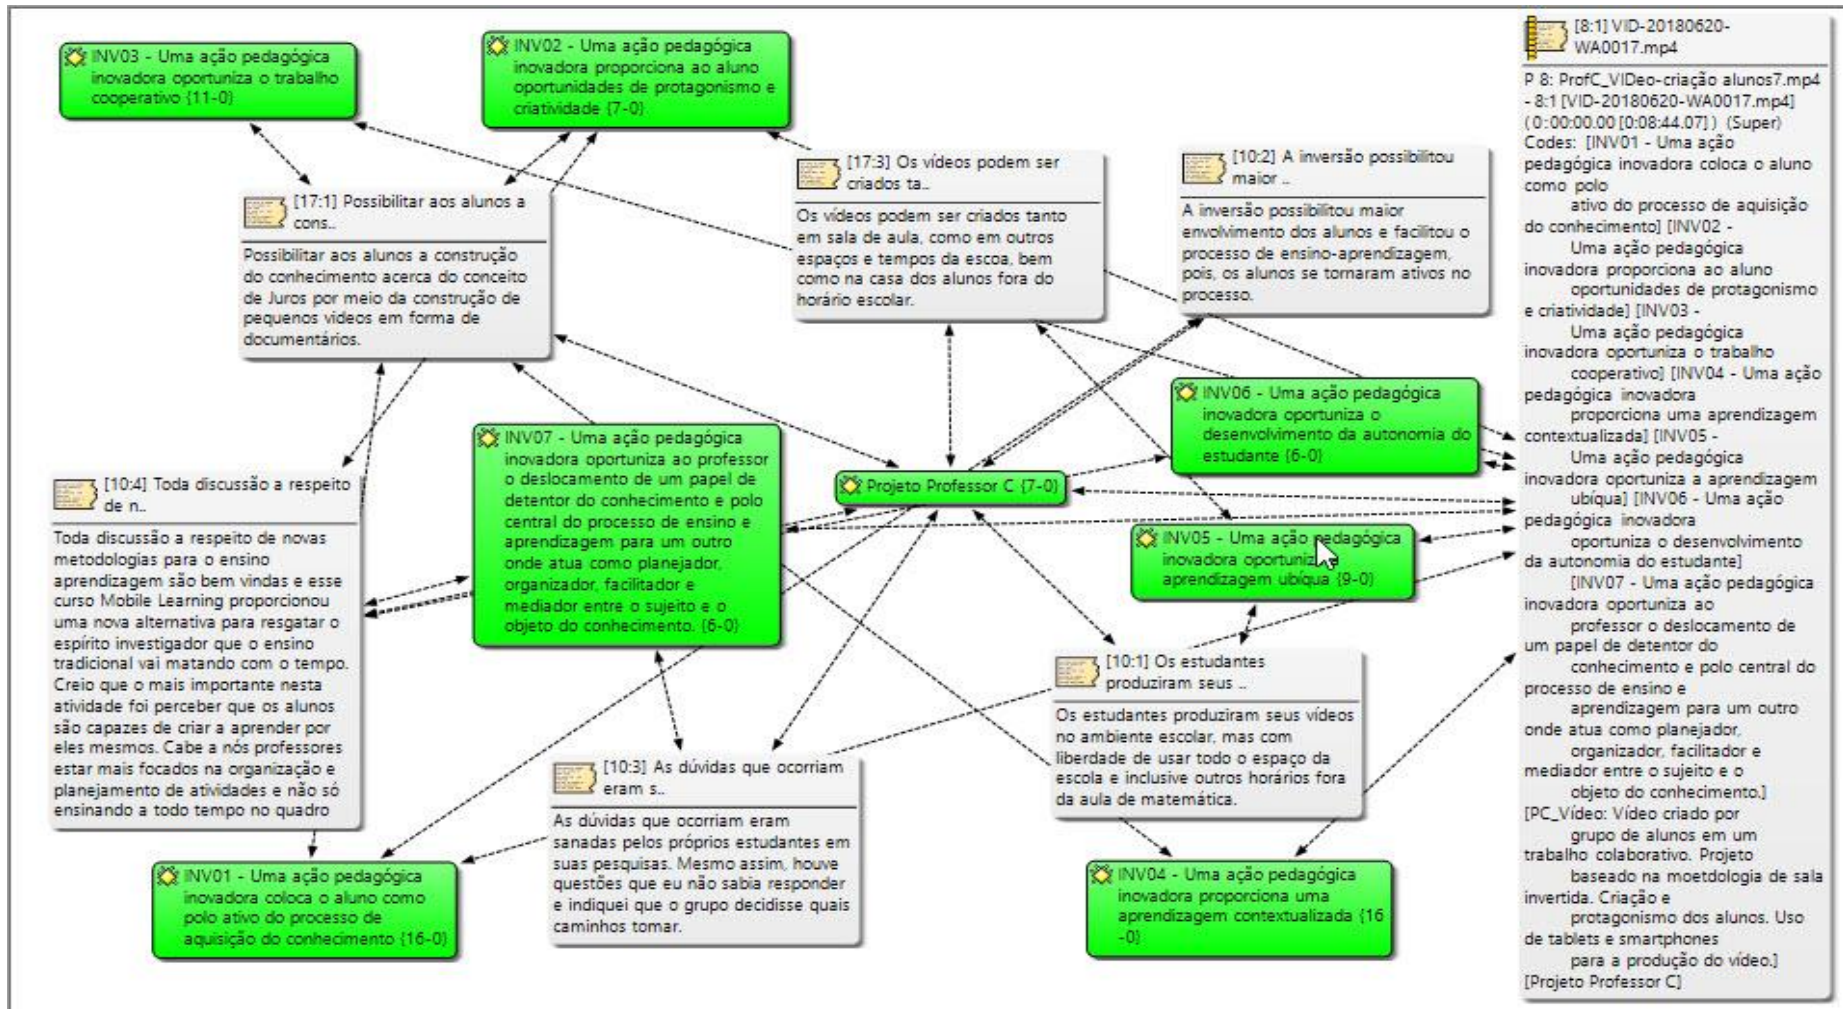 INV03 - Uma ação pedagógica
inovadora oportuniza o trabalho
cooperativo {11-0}
INV02 - Uma ação pedagógica
inovadora proporciona ao aluno
oportunidades de protagonismo e
criatividade {7-0}
[17:1] Possibilitar aos alunos a
cons..
Possibilitar aos alunos a construção
do conhecimento acerca do conceito
de Juros por meio da construção de
pequenos videos em forma de
documentários.
[17:3] Os vídeos podem ser
criados ta..
Os vídeos podem ser criados tanto
em sala de aula, como em outros
espaços e tempos da escoa, bem
como na casa dos alunos fora do
horário escolar.
[10:2] A inversão possibilitou
maior ..
A inversão possibilitou maior
envolvimento dos alunos e facilitou o
processo de ensino-aprendizagem,
pois, os alunos se tornaram ativos no
processo.
INV06 - Uma ação pedagógica
inovadora oportuniza o
desenvolvimento da autonomia do
estudante {6-0}
INV07 - Uma ação pedagógica
inovadora oportuniza ao professor
o deslocamento de um papel de
detentor do conhecimento e polo
central do processo de ensino e
aprendizagem para um outro
onde atua como planejador,
organizador, facilitador e
mediador entre o sujeito e o
objeto do conhecimento. {6-0}
Projeto Professor C {7-0}
[10:4] Toda discussão a respeito
de n..
Toda discussão a respeito de novas
metodologias para o ensino
aprendizagem são bem vindas e esse
curso Mobile Learning proporcionou
uma nova alternativa para resgatar o
espírito investigador que o ensino
tradicional vai matando com o tempo.
Creio que o mais importante nesta
atividade foi perceber que os alunos
são capazes de criar a aprender por
eles mesmos. Cabe a nós professores
estar mais focados na organização e
planejamento de atividades e não só
ensinando a todo tempo no quadro
INV05 - Uma ação pedagógica
inovadora oportuniza a
aprendizagem ubíqua {9-0}
[10:1] Os estudantes
produziram seus ..
Os estudantes produziram seus vídeos
no ambiente escolar, mas com
liberdade de usar todo o espaço da
escola e inclusive outros horários fora
da aula de matemática.
[10:3] As dúvidas que ocorriam
eram s..
As dúvidas que ocorriam eram
sanadas pelos próprios estudantes em
suas pesquisas. Mesmo assim, houve
questões que eu não sabia responder
e indiquei que o grupo decidisse quais
caminhos tomar.
INV01 - Uma ação pedagógica
inovadora coloca o aluno como
polo ativo do processo de
aquisição do conhecimento {16-0}
INV04 - Uma ação pedagógica
inovadora proporciona uma
aprendizagem contextualizada {16
-0}
[8:1] VID-20180620-
WA0017.mp4
P 8: ProfC_VIDeo-criação alunos7.mp4
- 8:1 [VID-20180620-WA0017.mp4]
(0:00:00.00 [0:08:44.07]) (Super)
Codes: [INV01 - Uma ação
pedagógica inovadora coloca o aluno
como polo
ativo do processo de aquisição
do conhecimento] [INV02 -
Uma ação pedagógica
inovadora proporciona ao aluno
oportunidades de protagonismo
e criatividade] [INV03 -
Uma ação pedagógica
inovadora oportuniza o trabalho
cooperativo] [INV04 - Uma ação
pedagógica inovadora
proporciona uma aprendizagem
contextualizada] [INV05 -
Uma ação pedagógica
inovadora oportuniza a aprendizagem
ubíqua] [INV06 - Uma ação
pedagógica inovadora
oportuniza o desenvolvimento
da autonomia do estudante]
[INV07 - Uma ação pedagógica
inovadora oportuniza ao
professor o deslocamento de
um papel de detentor do
conhecimento e polo central do
processo de ensino e
aprendizagem para um outro
onde atua como planejador,
organizador, facilitador e
mediador entre o sujeito e o
objeto do conhecimento.]
[PC_Vídeo: Vídeo criado por
grupo de alunos em um
trabalho colaborativo. Projeto
baseado na moetdologia de sala
invertida. Criação e
protagonismo dos alunos. Uso
de tablets e smartphones
para a produção do vídeo.]
[Projeto Professor C]